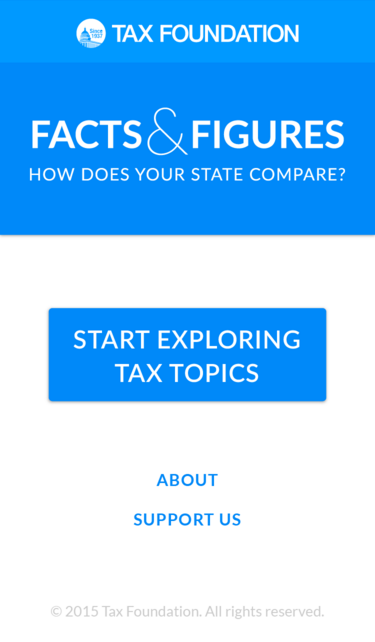 Since
1937
TAX FOUNDATION
FACTS & FIGURES
HOW DOES YOUR STATE COMPARE?
START EXPLORING
TAX TOPICS
ABOUT
SUPPORT US
© 2015 Tax Foundation. All rights reserved.